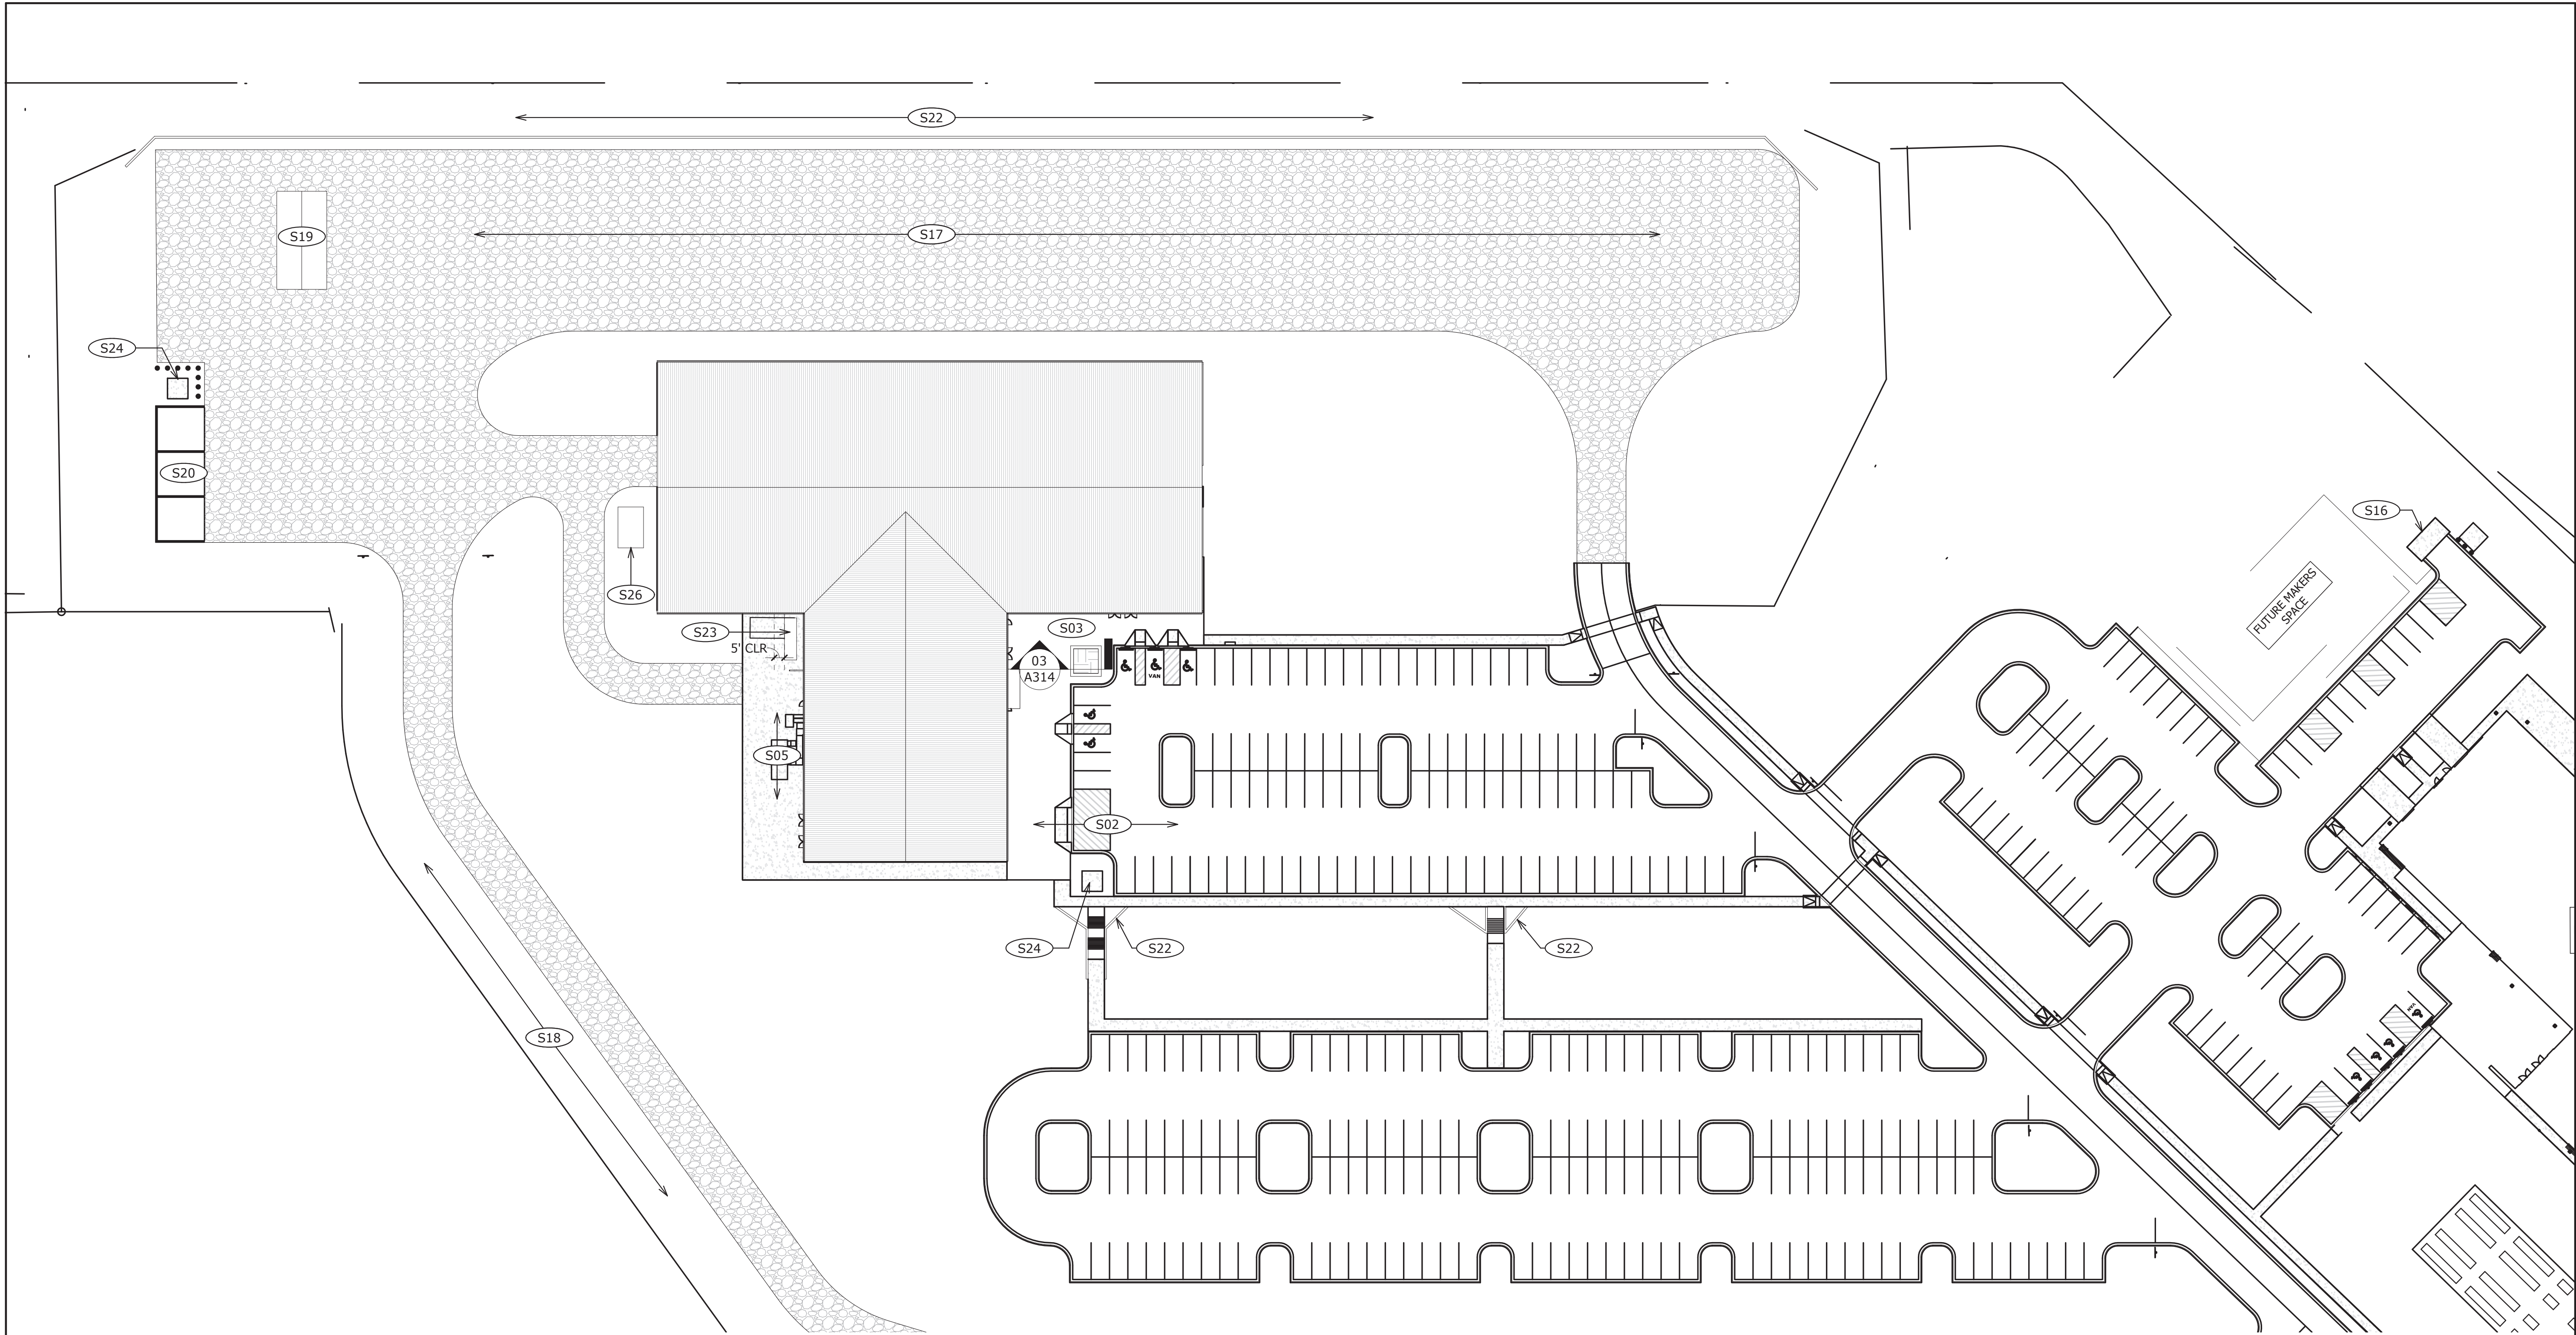 S22
S17
S19
S24
S20
S16
FUTURE MAKERS
SPACE
S26
S23
S03
5' CLR
03
A314
VAN
S05
S02
S24
S22
S22
VAN
S18